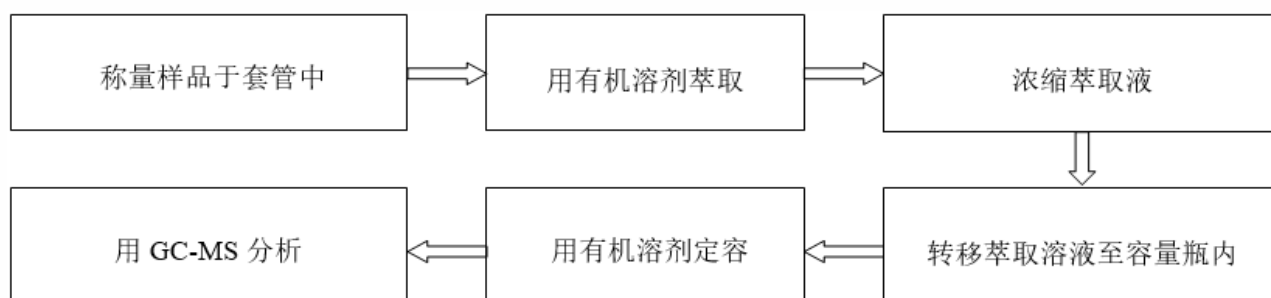 称量样品于套管中
用有机溶剂萃取
浓缩萃取液
转移萃取溶液至容量瓶内
用有机溶剂定容
用 GC-MS 分析